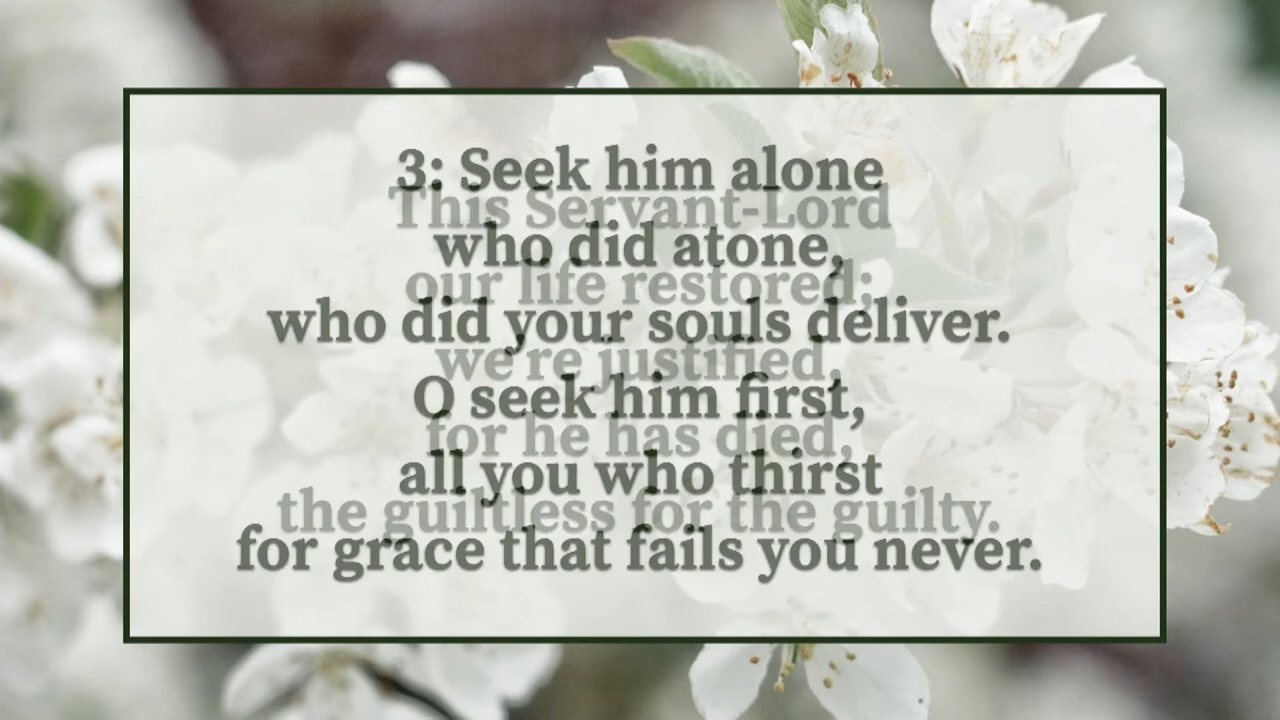 3: Seek him alone
This Servant-Lord
who did atone,
our life restored;
who did your souls deliver.
we're justified,
O seek him first,
for he has died,
all you who thirst
the guiltless for the guilty.
for grace that fails you never.